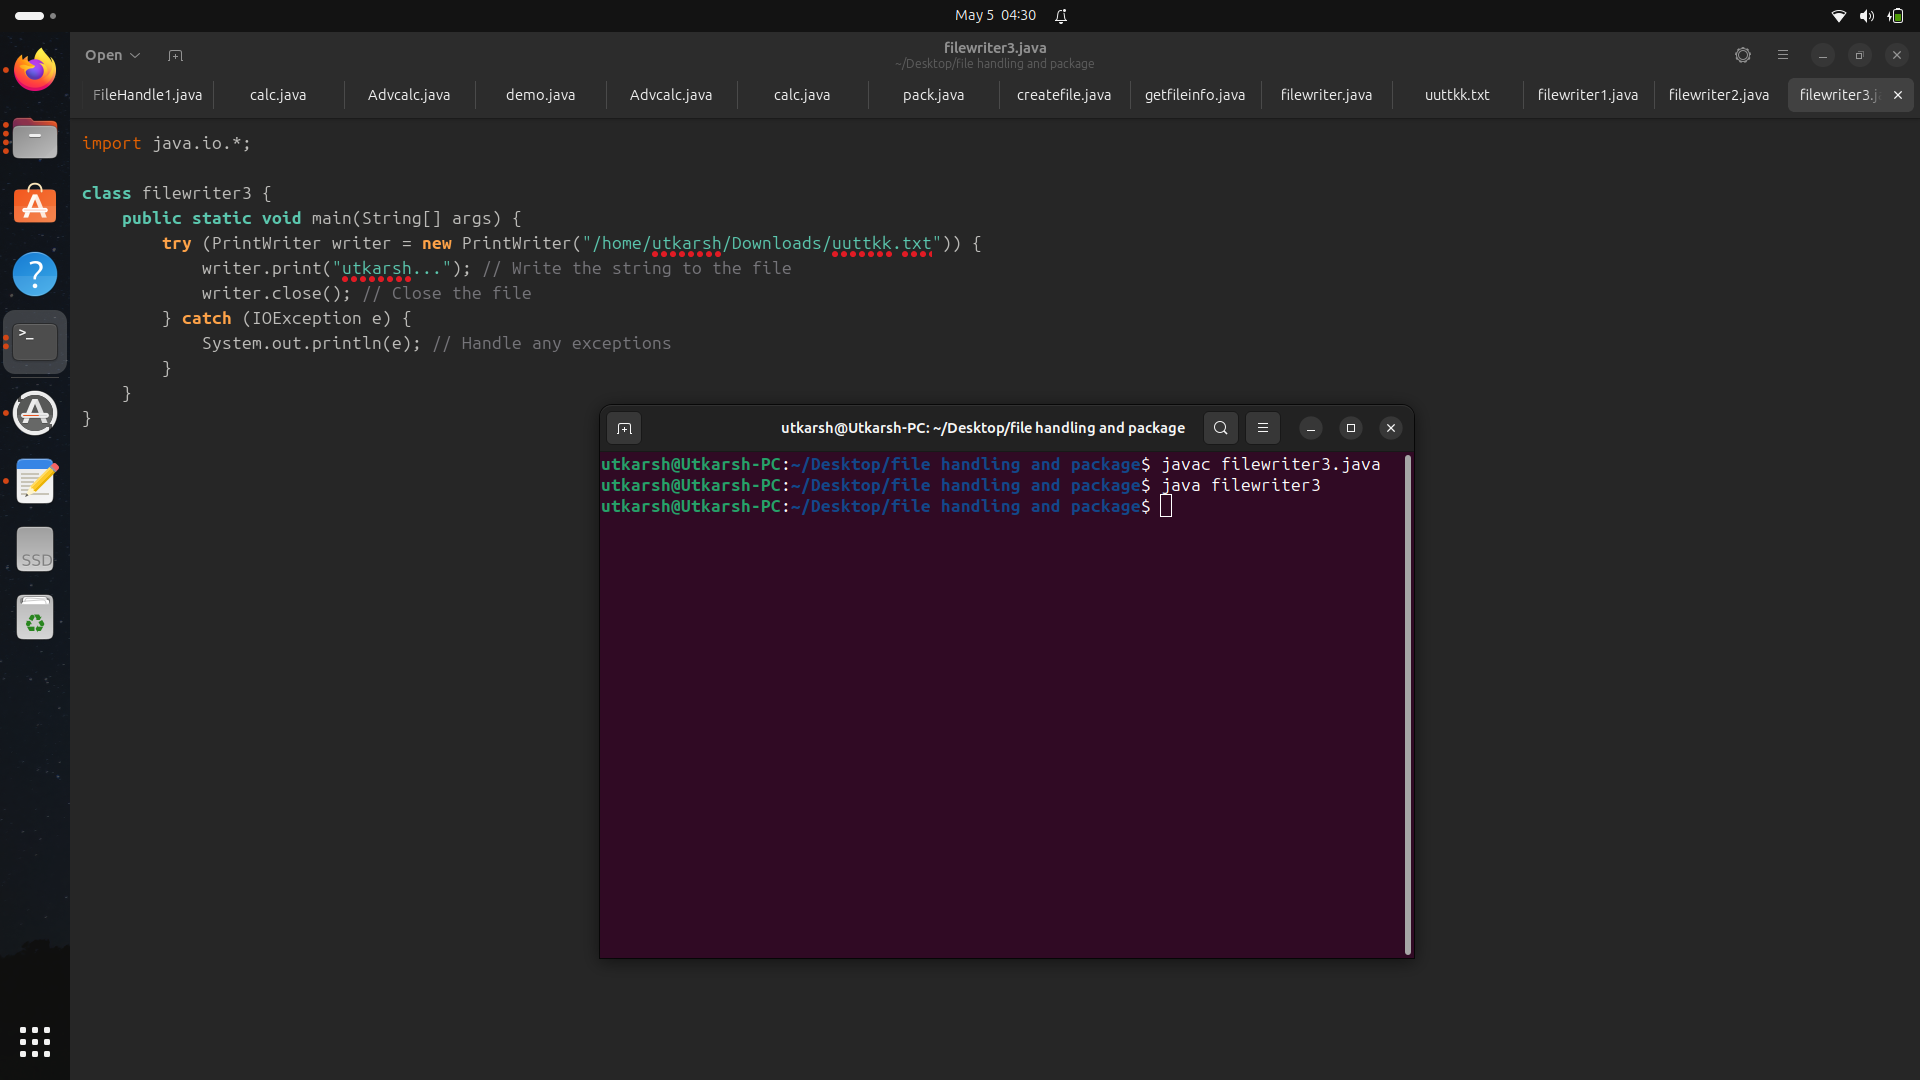 May 5 04:30
Open
filewriter3.java
~/Desktop/file handling and package
FileHandle1.java calc.java Advcalc.java demo.java Advcalc.java calc.java pack.java createfile.java getfileinfo.java filewriter.java uuttkk.txt filewriter1.java filewriter2.java filewriter3.j
import java.io.*;
class filewriter3 {
public static void main(String[] args) {
try (PrintWriter writer = new PrintWriter("/home/utkarsh/Downloads/uuttkk.txt")) {
writer.print("utkarsh..."); // Write the string to the file
writer.close(); // Close the file
} catch (IOException e) {
System.out.println(e); // Handle any exceptions
}
}
}
utkarsh@Utkarsh-PC: ~/Desktop/file handling and package
utkarsh@Utkarsh-PC:~/Desktop/file handling and package$ javac filewriter3.java
utkarsh@Utkarsh-PC:~/Desktop/file handling and package$ java filewriter3
utkarsh@Utkarsh-PC:~/Desktop/file handling and package$
SSD